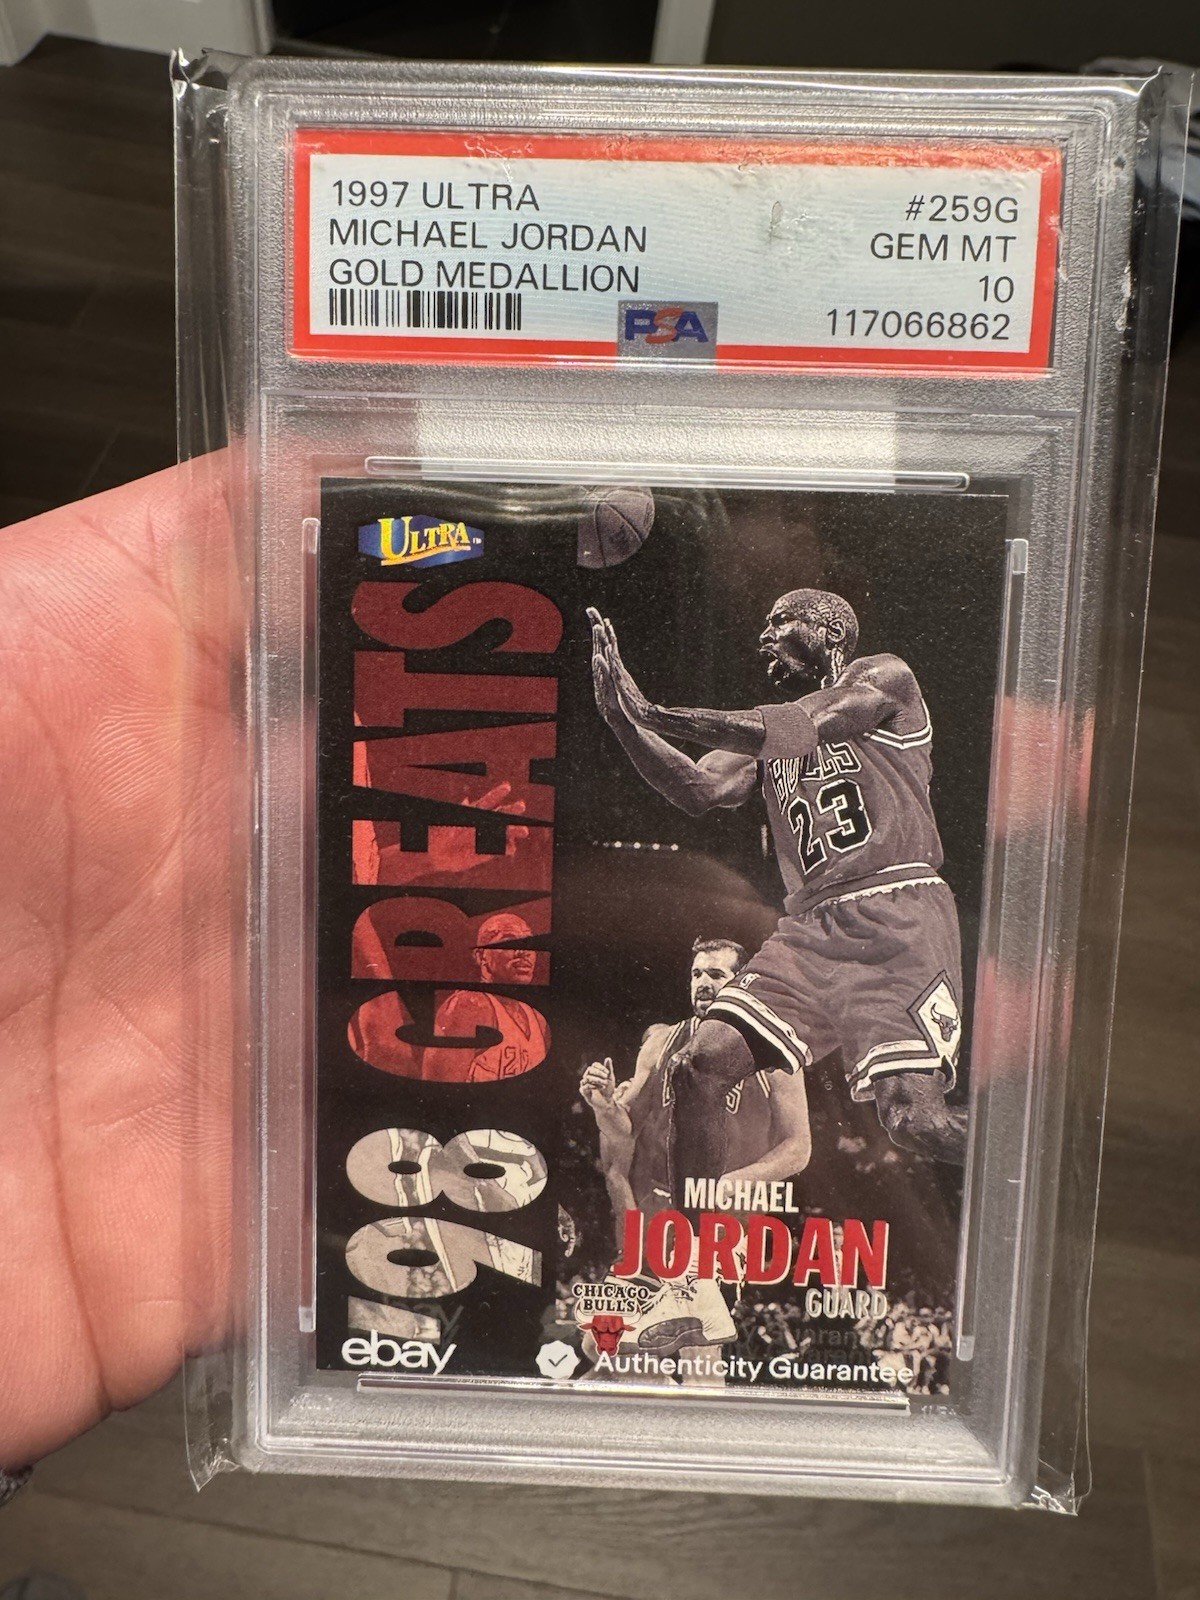 1997 ULTRA
#259G
MICHAEL JORDAN
GEM MT
GOLD MEDALLION
10
PSA
117066862
ULTRA
'98 GREATS
BULLS
23
MICHAEL
JORDAN
GUARD
CHICAGO
BULLS
ebay
Authenticity Guarantee